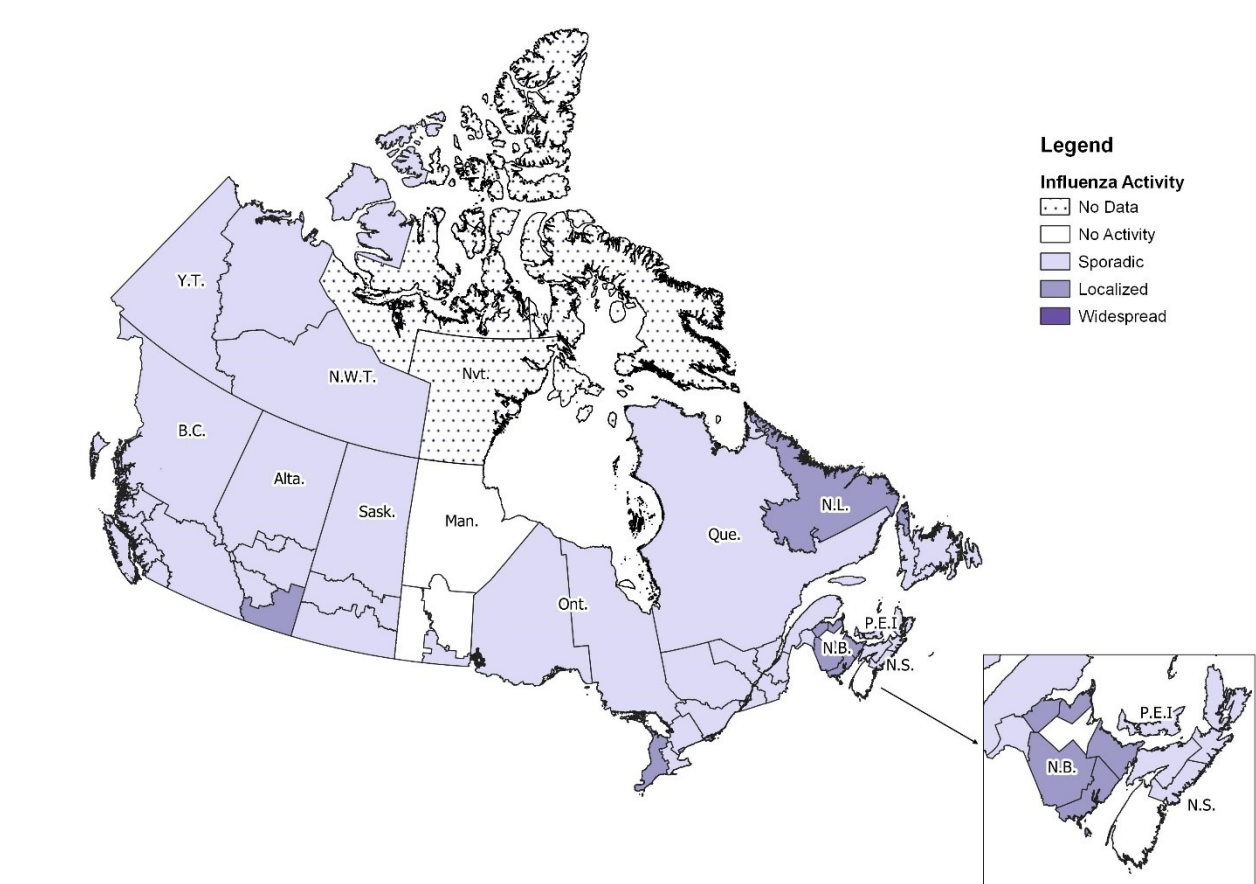 Legend
Influenza Activity
No Data
No Activity
Sporadic
Localized
Widespread
Y.T.
N.W.T.
Nvt.
B.C.
Alta.
Sask.
Man.
Ont.
Que.
N.L.
P.E.I
N.B.
N.S.
P.E.I
N.B.
N.S.